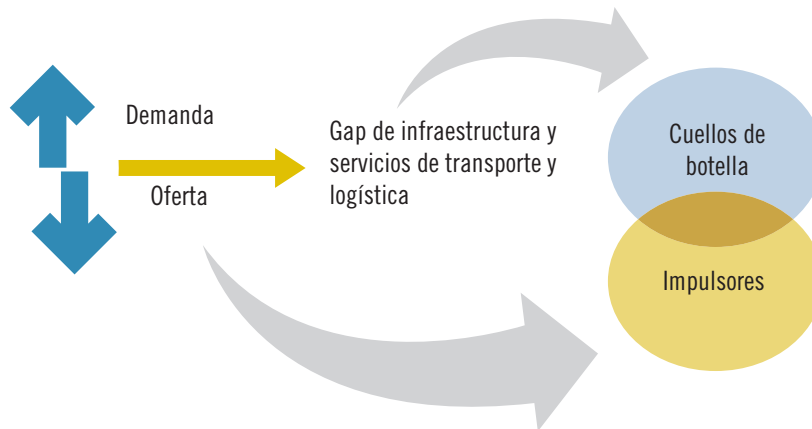 Demanda
Oferta
Gap de infraestructura y
servicios de transporte y
logística
Cuellos de
botella
Impulsores